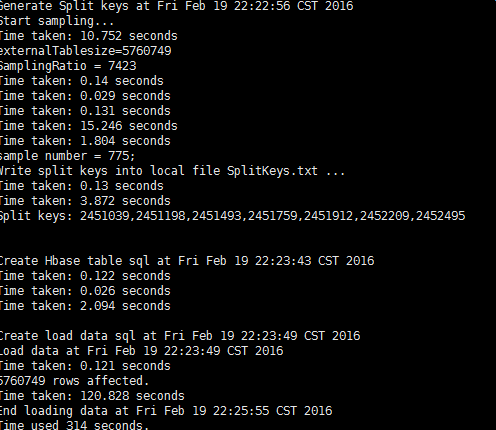 Generate Split keys at Fri Feb 19 22:22:56 CST 2016
Start sampling...
Time taken: 10.752 seconds
externalTablesize=5760749
SamplingRatio = 7423
Time taken: 0.14 seconds
Time taken: 0.029 seconds
Time taken: 0.131 seconds
Time taken: 15.246 seconds
Time taken: 1.804 seconds
sample number = 775;
Write split keys into local file SplitKeys.txt ...
Time taken: 0.13 seconds
Time taken: 3.872 seconds
Split keys: 2451039,2451198,2451493,2451759,2451912,2452209,2452495
Create Hbase table sql at Fri Feb 19 22:23:43 CST 2016
Time taken: 0.122 seconds
Time taken: 0.026 seconds
Time taken: 2.094 seconds
Create load data sql at Fri Feb 19 22:23:49 CST 2016
Load data at Fri Feb 19 22:23:49 CST 2016
Time taken: 0.121 seconds
5760749 rows affected.
Time taken: 120.828 seconds
End loading data at Fri Feb 19 22:25:55 CST 2016
Time used 314 seconds.